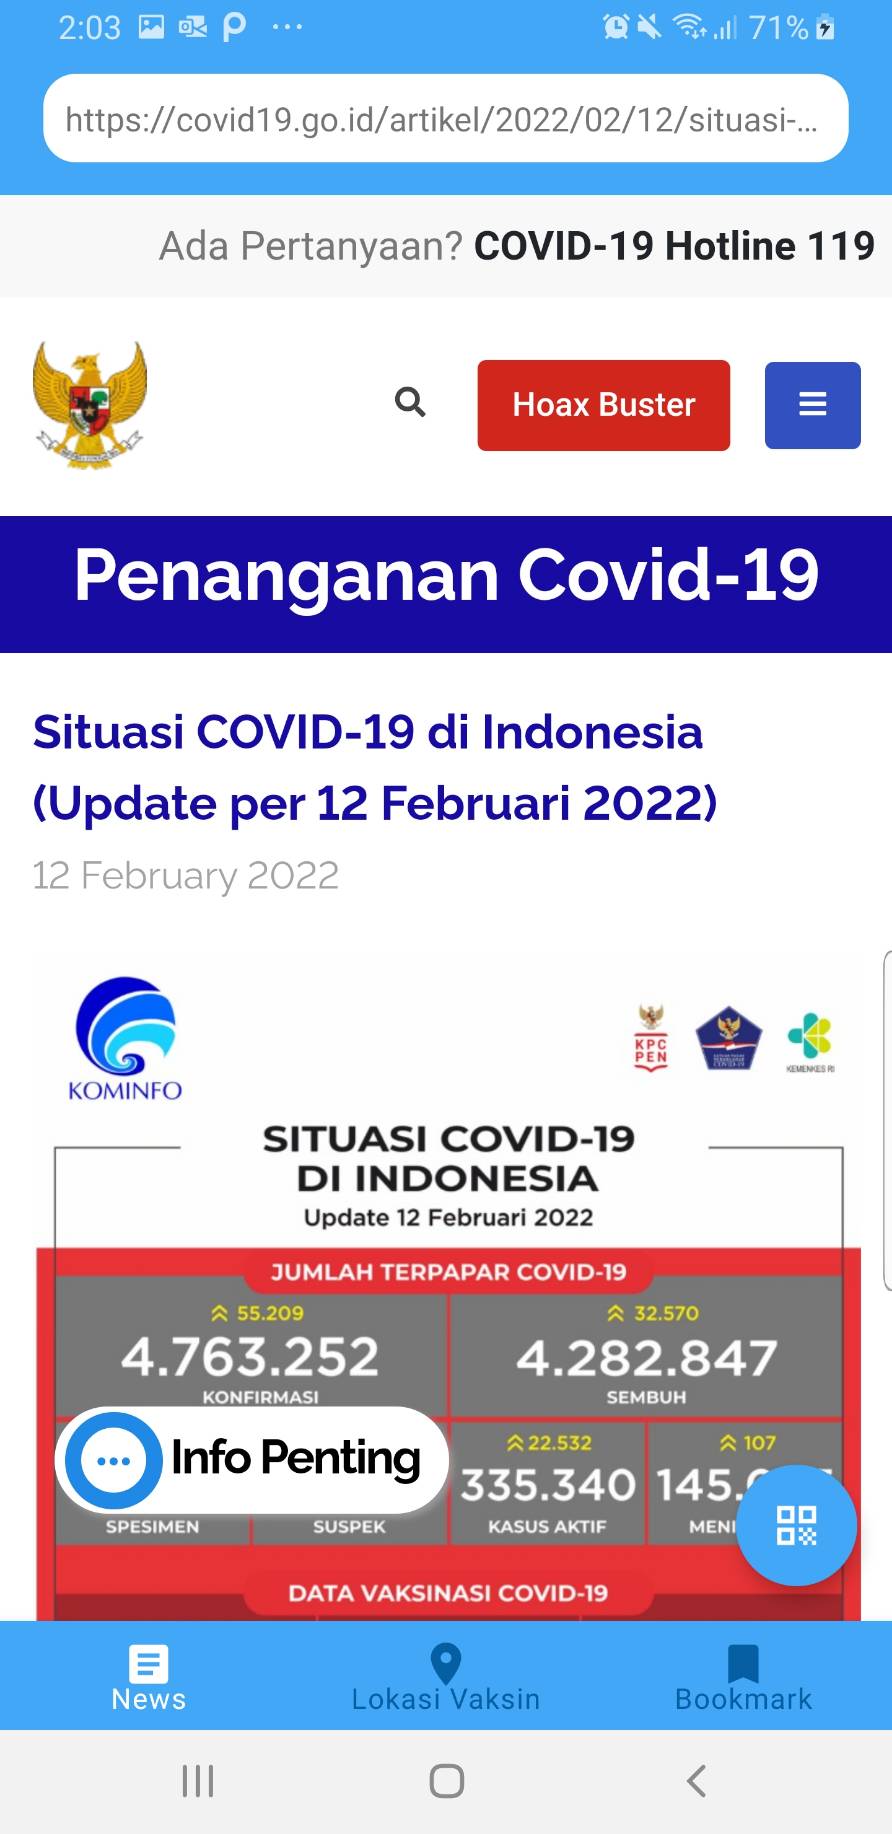 2:03
71%
https://covid19.go.id/artikel/2022/02/12/situasi-...
Ada Pertanyaan? COVID-19 Hotline 119
Hoax Buster
Penanganan Covid-19
Situasi COVID-19 di Indonesia
(Update per 12 Februari 2022)
12 February 2022
KOMINFO
KPC
PEN
KEMENKES RI
SITUASI COVID-19
DI INDONESIA
Update 12 Februari 2022
JUMLAH TERPAPAR COVID-19
55.209
4.763.252
KONFIRMASI
32.570
4.282.847
SEMBUH
Info Penting
SPESIMEN
SUSPEK
22.532
335.340
KASUS AKTIF
107
145.
MENI
DATA VAKSINASI COVID-19
News
Lokasi Vaksin
Bookmark